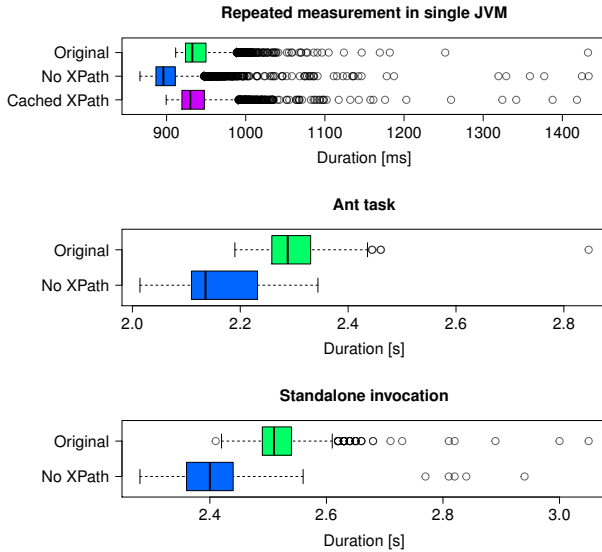 Repeated measurement in single JVM
Original
No XPath
Cached XPath
900 1000 1100 1200 1300 1400
Duration [ms]
Ant task
Original
No XPath
2.0 2.2 2.4 2.6 2.8
Duration [s]
Standalone invocation
Original
No XPath
2.4 2.6 2.8 3.0
Duration [s]